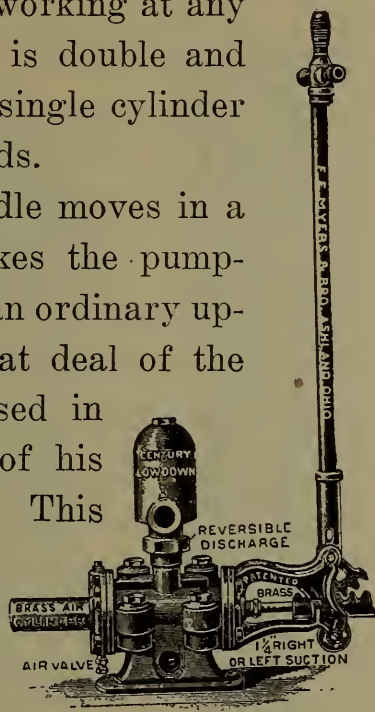 working at any
is double and
single cylinder
ds.
dle moves in a
kes the pump-
an ordinary up-
at deal of the
sed in
of his
This
F. E. MYERS & BRO. ASHLAND, OHIO
CENTURY
LOWDOWN
REVERSIBLE
DISCHARGE
PATENTED
BRASS
BRASS AIR
CYLINDER
AIR VALVE
1¼" RIGHT
OR LEFT SUCTION